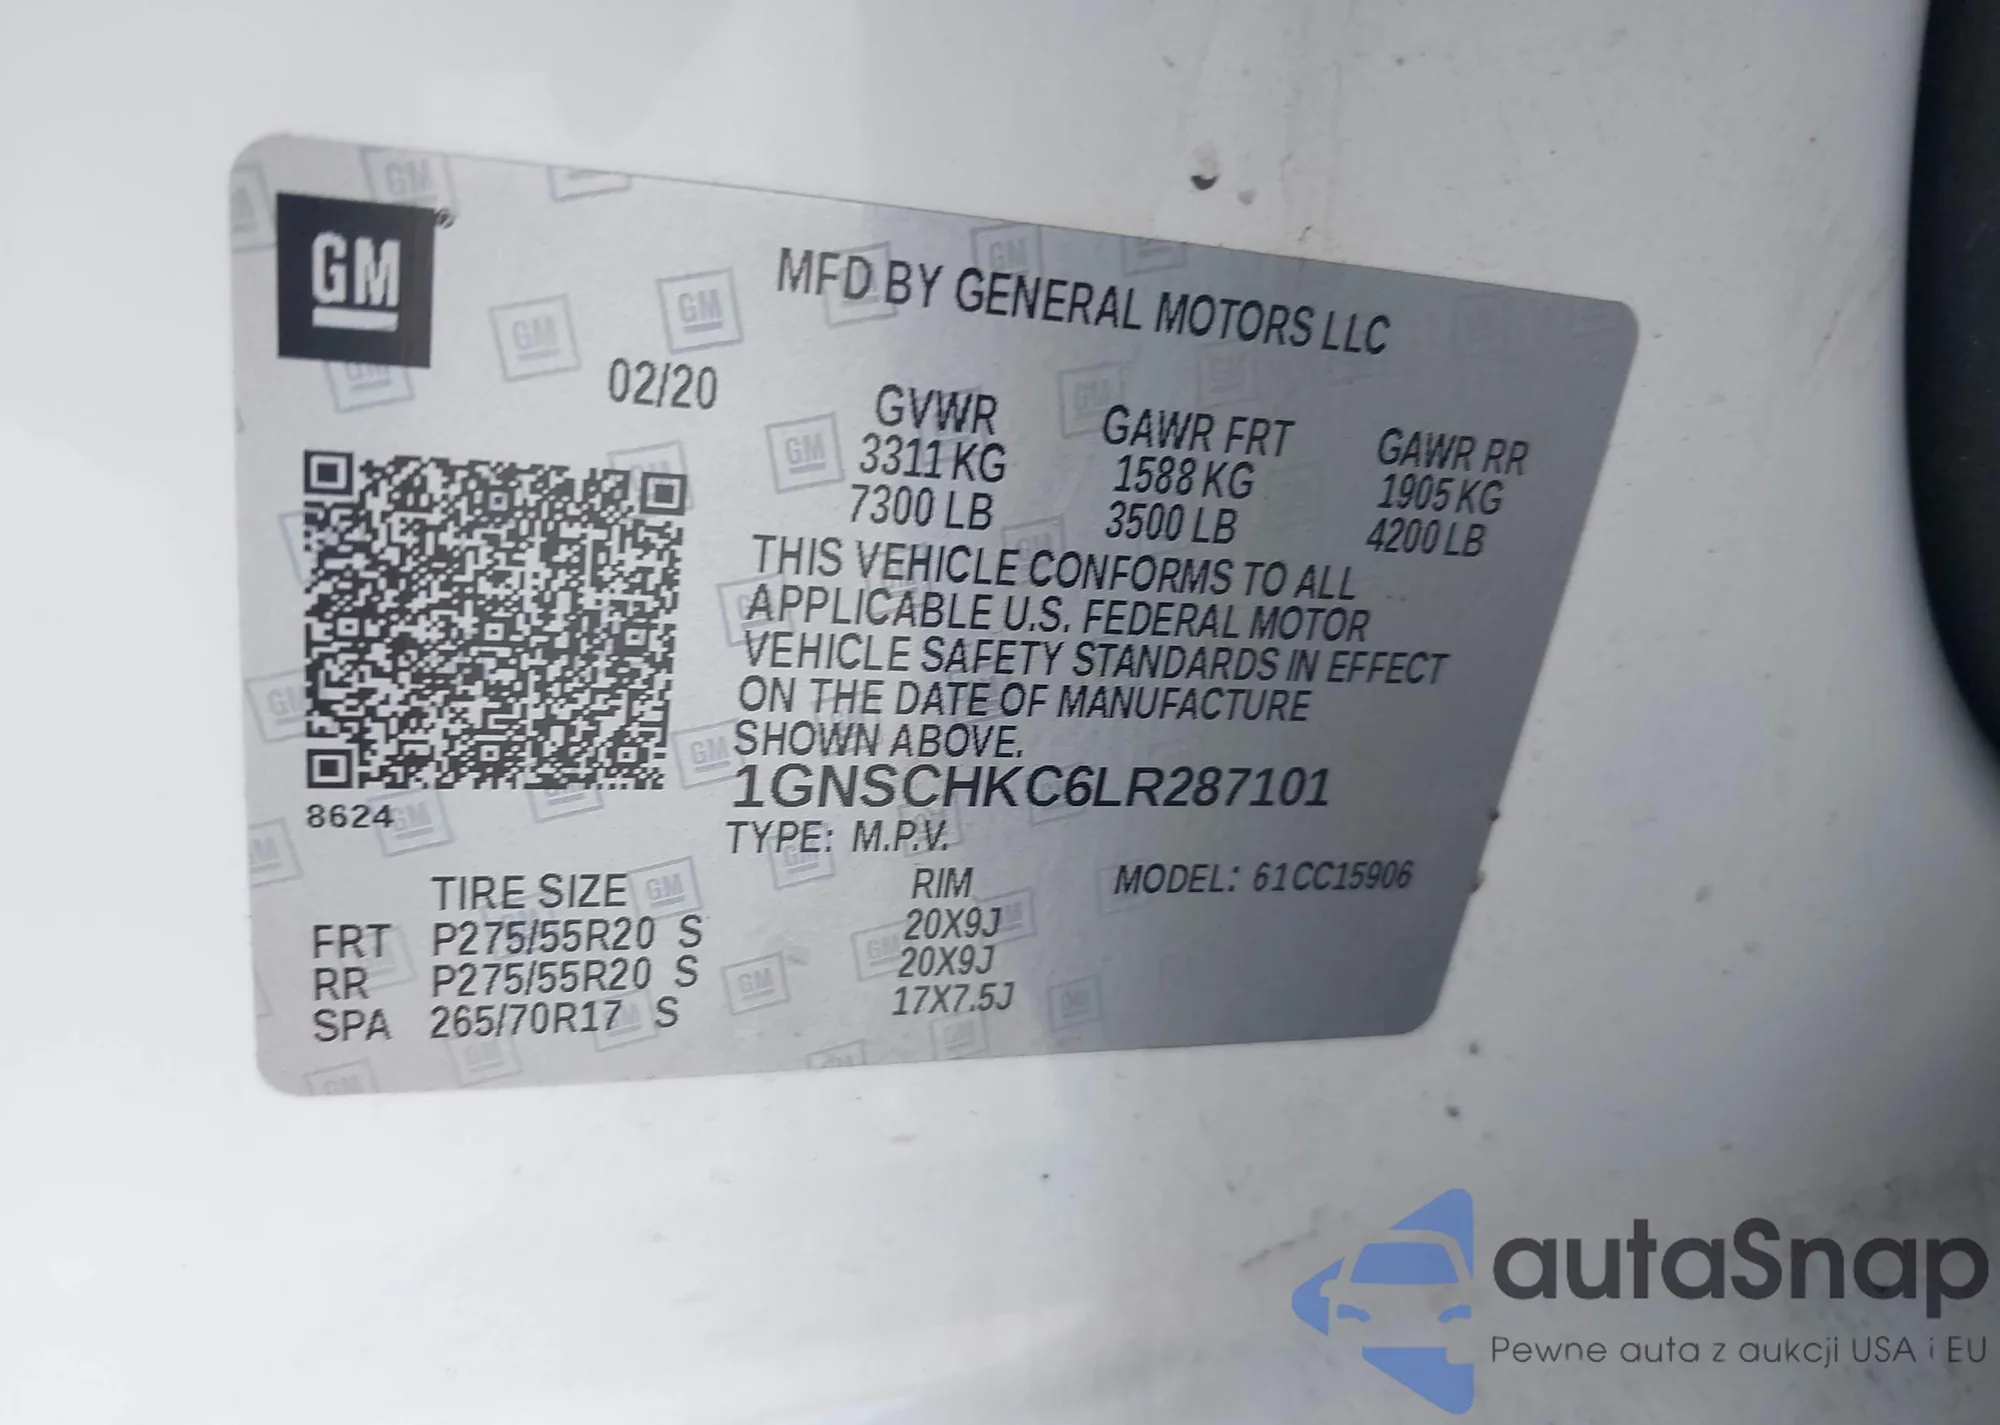 GM®
MFD BY GENERAL MOTORS LLC
02/20
GVWR GAWR FRT GAWR RR
3311 KG 1588 KG 1905 KG
7300 LB 3500 LB 4200 LB
THIS VEHICLE CONFORMS TO ALL
APPLICABLE U.S. FEDERAL MOTOR
VEHICLE SAFETY STANDARDS IN EFFECT
ON THE DATE OF MANUFACTURE
SHOWN ABOVE.
1GNSCHKC6LR287101
8624
TYPE: M.P.V.
MODEL: 61CC15906
TIRE SIZE RIM
FRT P275/55R20 S 20X9J
RR P275/55R20 S 20X9J
SPA 265/70R17 S 17X7.5J
autaSnap
Pewne auta z aukcji USA i EU